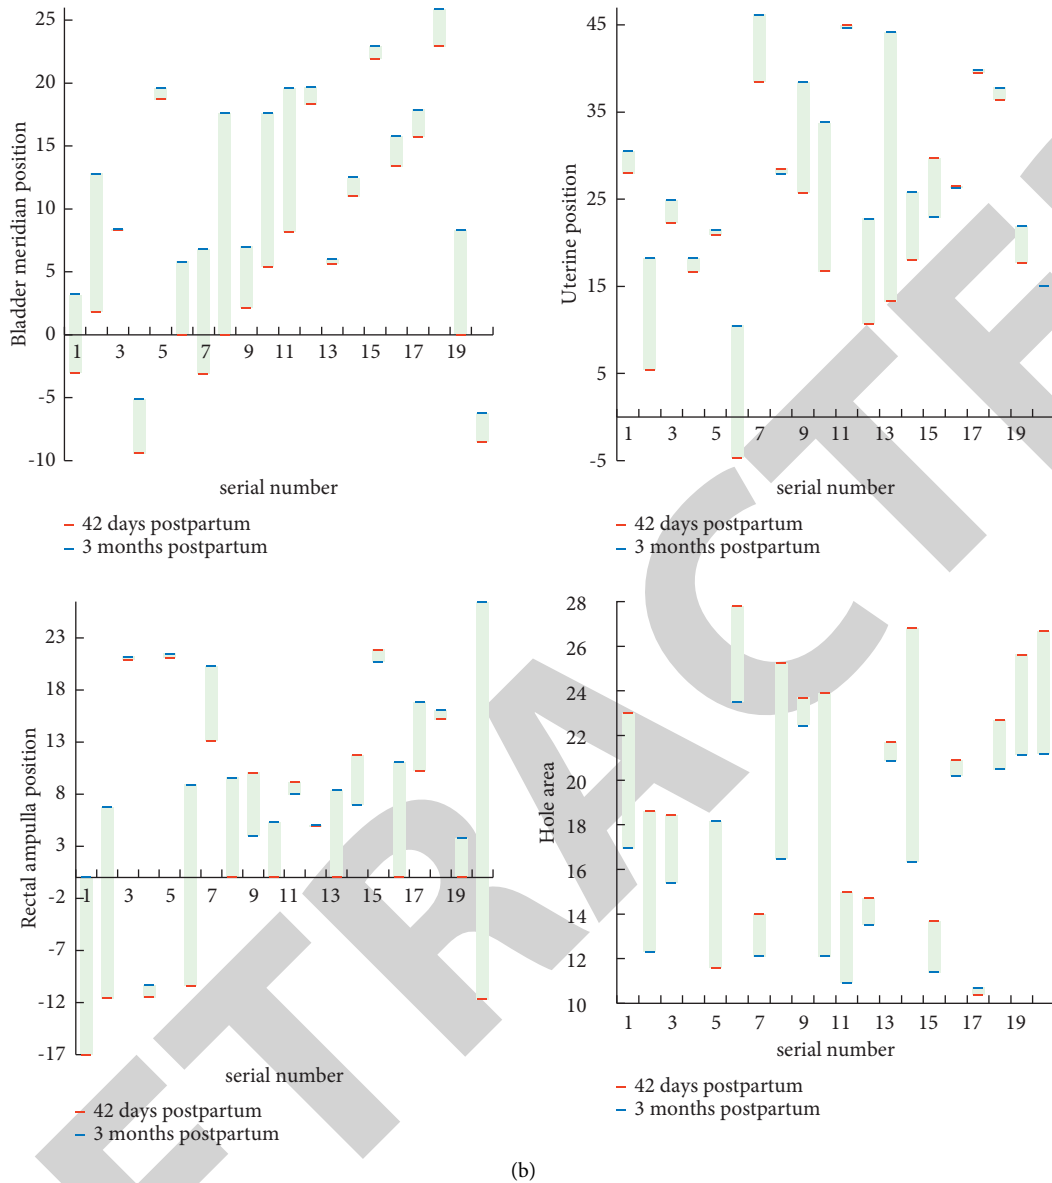 25
20
15
10
5
0
-5
-10
Bladder meridian position
1 3 5 7 9 11 13 15 17 19
serial number
42 days postpartum
3 months postpartum
45
35
25
15
5
-5
Uterine position
1 3 5 7 9 11 13 15 17 19
serial number
42 days postpartum
3 months postpartum
23
18
13
8
3
-2
-7
-12
-17
Rectal ampulla position
1 3 5 7 9 11 13 15 17 19
serial number
42 days postpartum
3 months postpartum
28
26
24
22
20
18
16
14
12
10
Hole area
1 3 5 7 9 11 13 15 17 19
serial number
42 days postpartum
3 months postpartum
(b)
ETRACTE